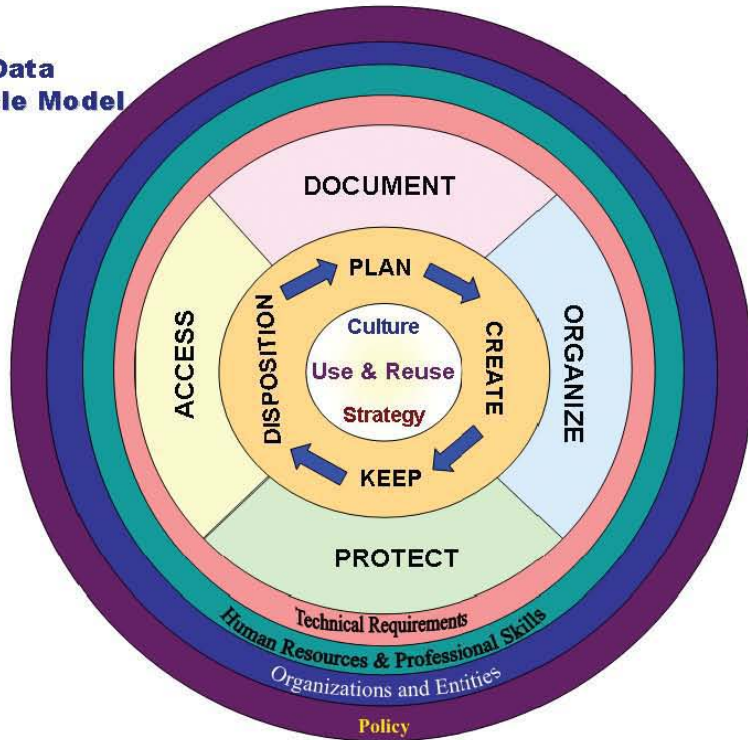 Data
le Model
DOCUMENT
PLAN
Culture
Use & Reuse
Strategy
CREATE
KEEP
DISPOSITION
ACCESS
ORGANIZE
PROTECT
Technical Requirements
Human Resources & Professional Skills
Organizations and Entities
Policy